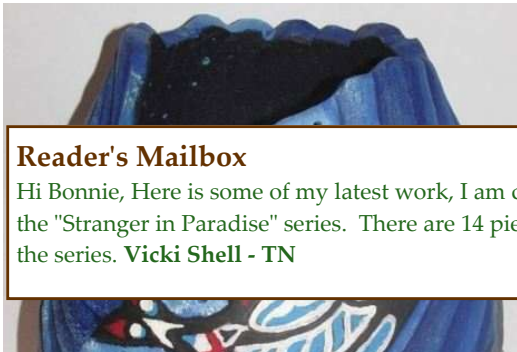 Reader's Mailbox
Hi Bonnie, Here is some of my latest work, I am
the "Stranger in Paradise" series.  There are 14
the series. Vicki Shell - TN